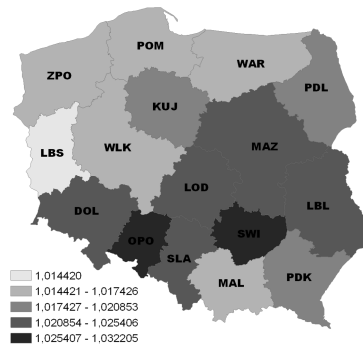 POM
ZPO
WAR
PDL
KUJ
LBS
WLK
MAZ
LOD
DOL
LBL
OPO
SWI
SLA
MAL
PDK
1,014420
1,014421 - 1,017426
1,017427 - 1,020853
1,020854 - 1,025406
1,025407 - 1,032205